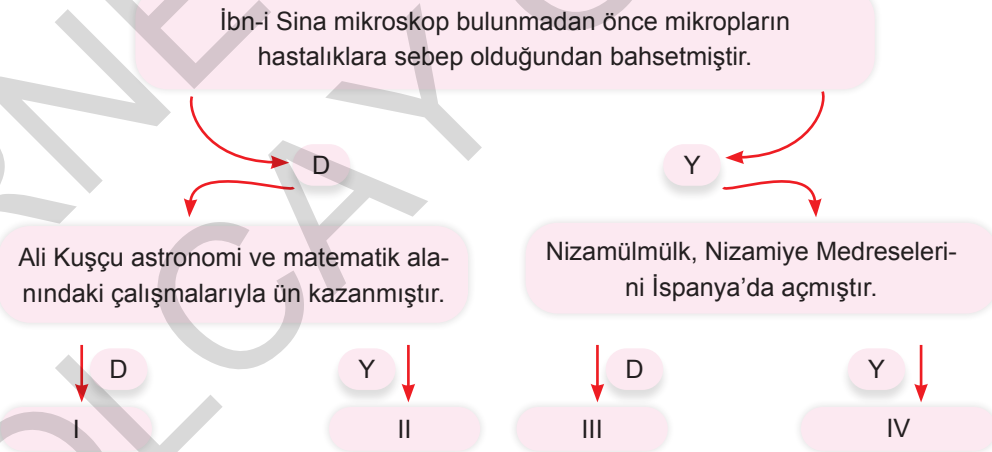 İbn-i Sina mikroskop bulunmadan önce mikropların
hastalıklara sebep olduğundan bahsetmiştir.
D
Y
Ali Kuşçu astronomi ve matematik ala-
nındaki çalışmalarıyla ün kazanmıştır.
Nizamülmülk, Nizamiye Medreseleri-
ni İspanya’da açmıştır.
D
Y
D
Y
I
II
III
IV